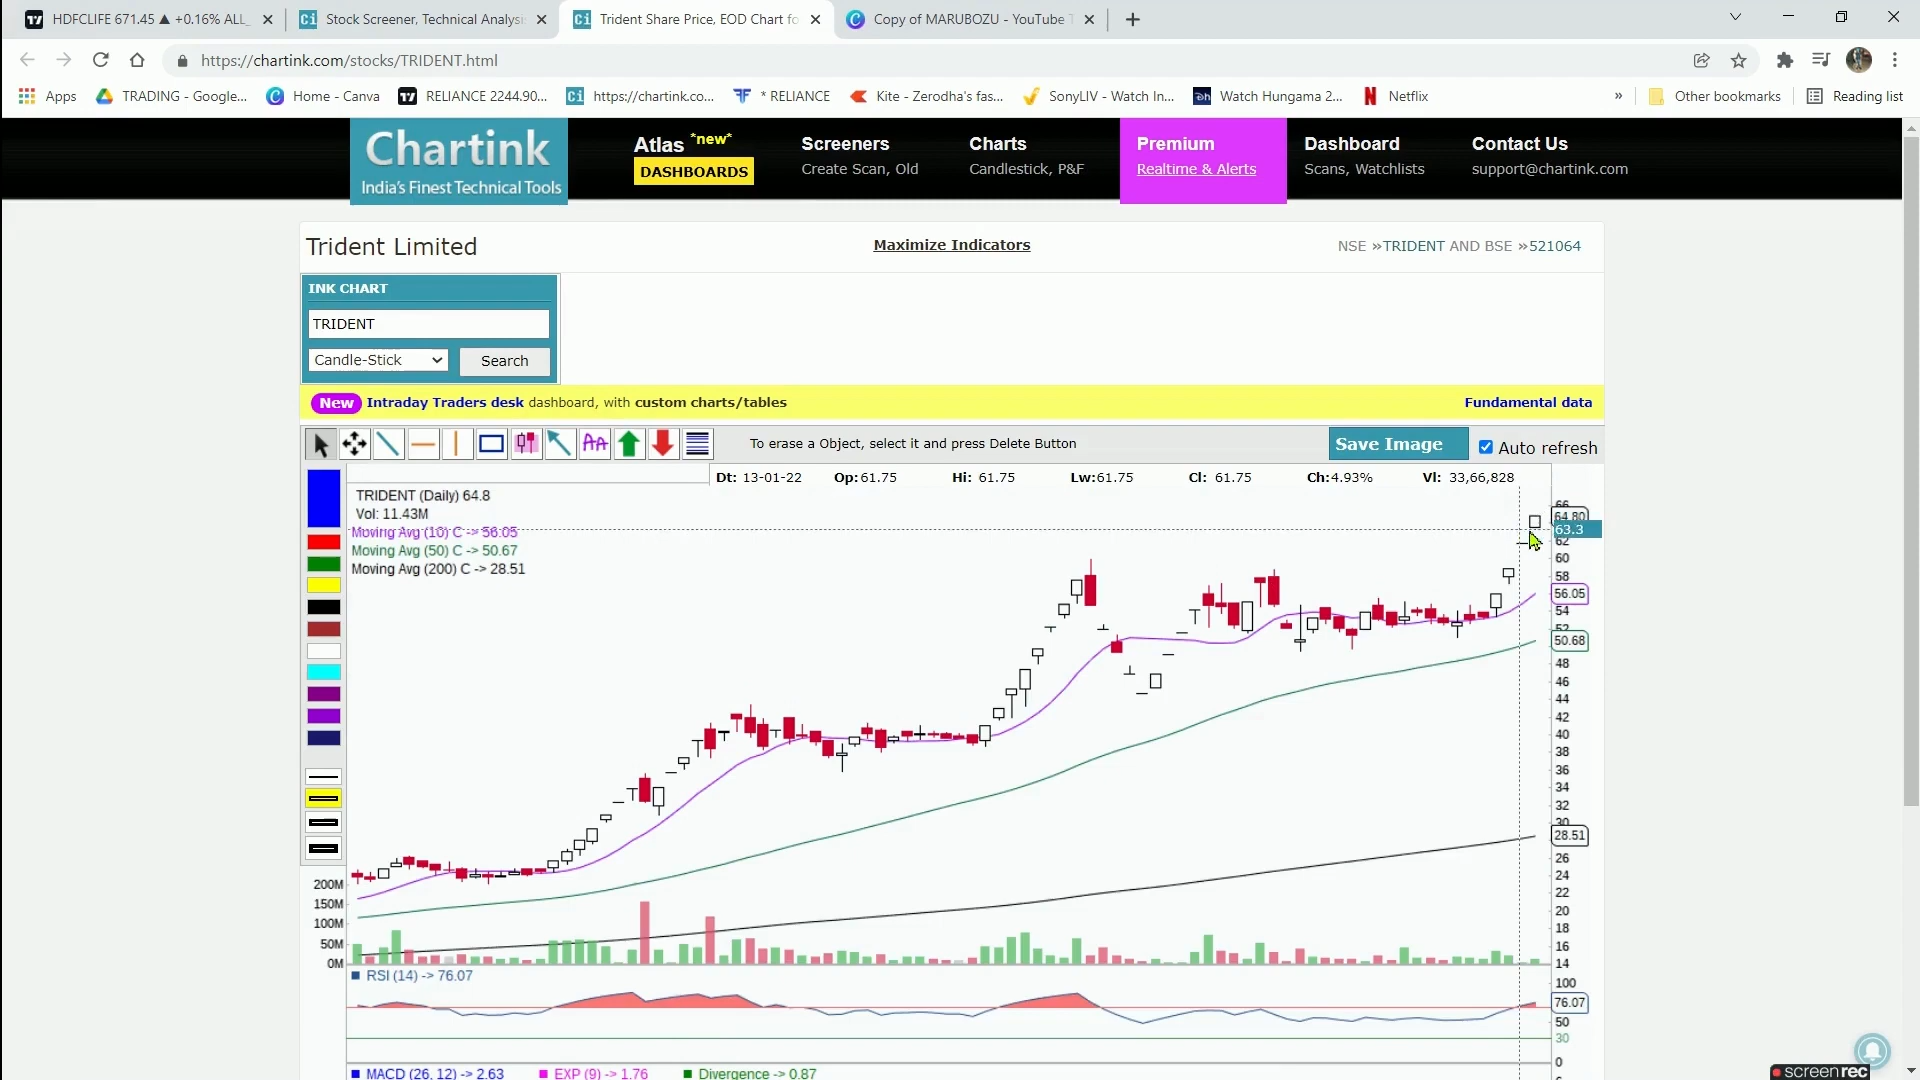 HDFCLIFE 671.45 ▲ +0.16% ALL_
Stock Screener, Technical Analysis
Trident Share Price, EOD Chart fo
Copy of MARUBOZU - YouTube T
https://chartink.com/stocks/TRIDENT.html
Apps
TRADING - Google...
Home - Canva
RELIANCE 2244.90...
https://chartink.co...
* RELIANCE
Kite - Zerodha's fas...
SonyLIV - Watch In...
Watch Hungama 2...
Netflix
»
Other bookmarks
Reading list
Chartink
India's Finest Technical Tools
Atlas *new*
DASHBOARDS
Screeners
Create Scan, Old
Charts
Candlestick, P&F
Premium
Realtime & Alerts
Dashboard
Scans, Watchlists
Contact Us
support@chartink.com
Trident Limited
Maximize Indicators
NSE »TRIDENT AND BSE »521064
INK CHART
TRIDENT
Candle-Stick
Search
New Intraday Traders desk dashboard, with custom charts/tables
Fundamental data
To erase a Object, select it and press Delete Button
Save Image
Auto refresh
Dt: 13-01-22 Op:61.75 Hi: 61.75 Lw:61.75 Cl: 61.75 Ch:4.93% Vl: 33,66,828
TRIDENT (Daily) 64.8
Vol: 11.43M
Moving Avg (10) C -> 56.05
Moving Avg (50) C -> 50.67
Moving Avg (200) C -> 28.51
66
64.80
63.3
62
60
58
56.05
54
52
50.68
48
46
44
42
40
38
36
34
32
30
28.51
26
24
22
20
18
16
14
200M
150M
100M
50M
0M
RSI (14) -> 76.07
100
76.07
50
30
0
MACD (26, 12) -> 2.63 EXP (9) -> 1.76 Divergence -> 0.87
screenrec